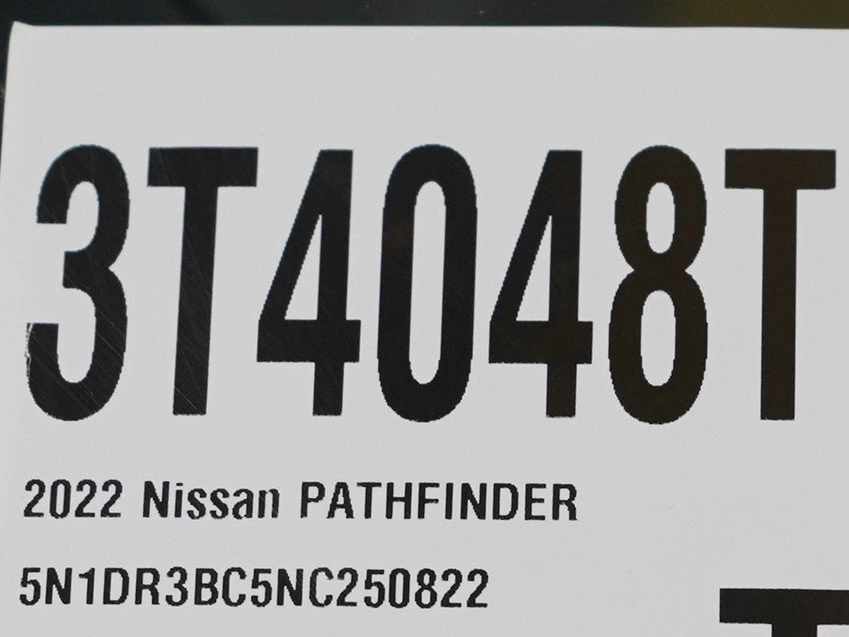 3T4048T
2022 Nissan PATHFINDER
5N1DR3BC5NC250822